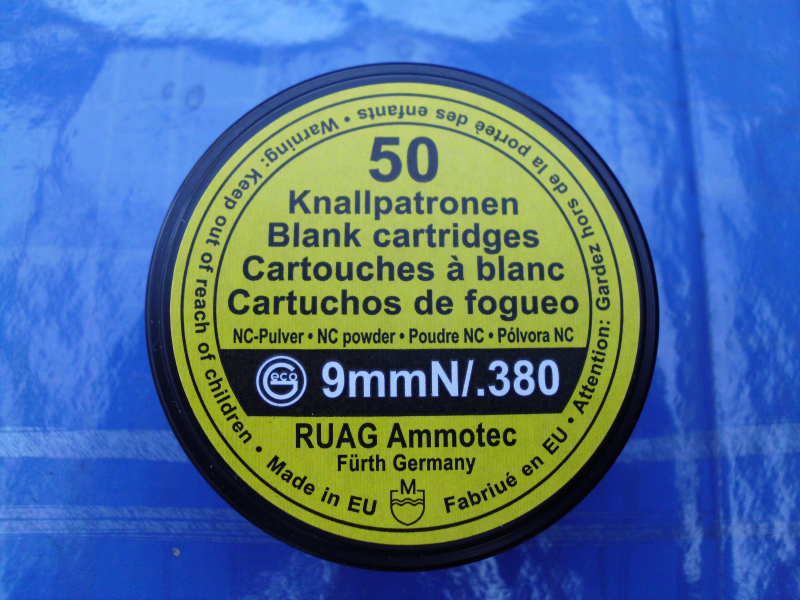 50
Knallpatronen
Blank cartridges
Cartouches à blanc
Cartuchos de fogueo
NC-Pulver • NC powder • Poudre NC • Pólvora NC
Geco 9mmN/.380
RUAG Ammotec
Fürth Germany
M
Warning: Keep out of reach of children • Made in EU
Fabriué en EU • Attention: Gardez hors de la porteè des enfants •